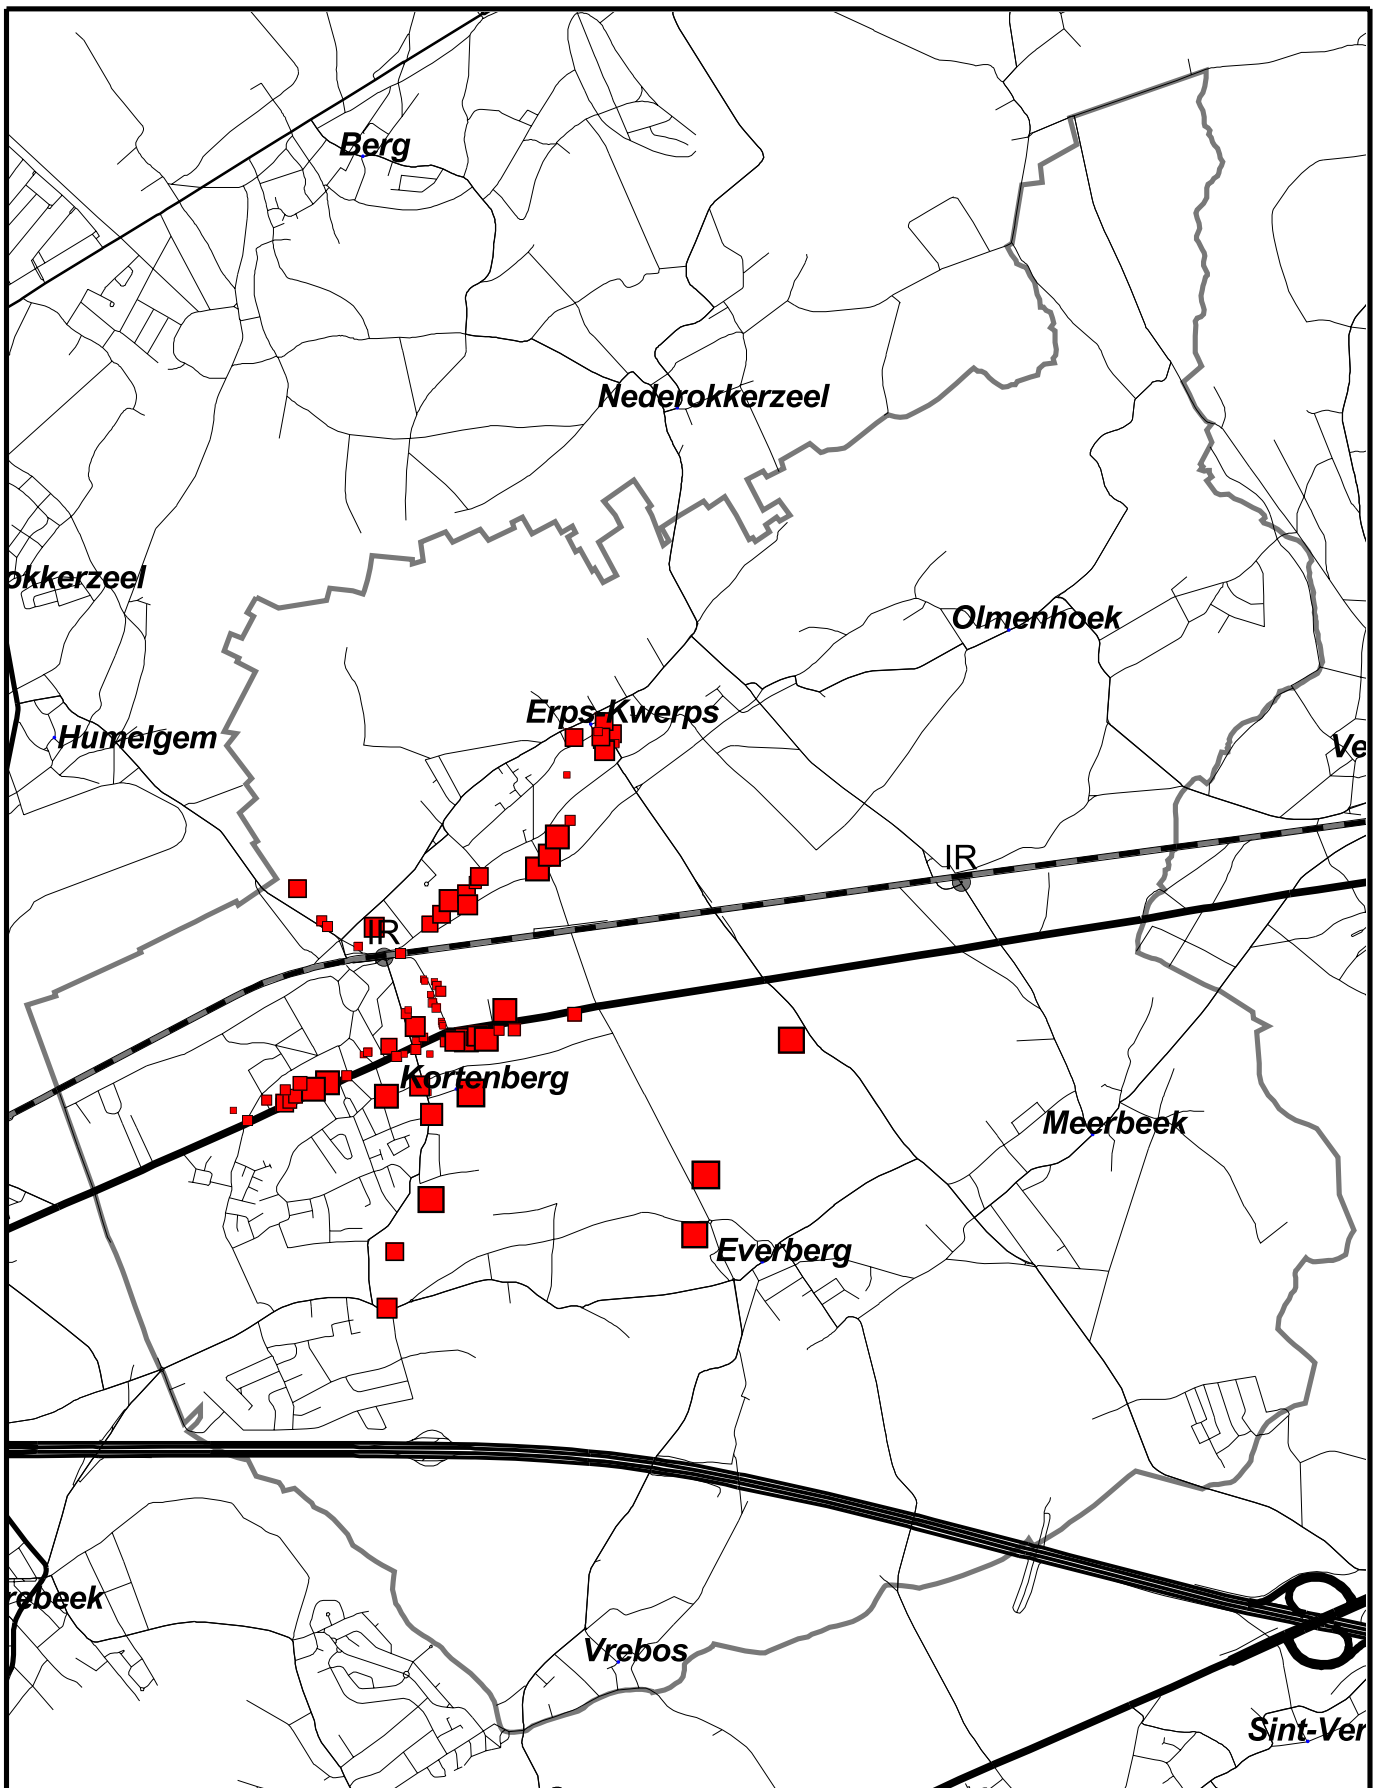 Berg
Nederokkerzeel
okkerzeel
Olmenhoek
Erps-Kwerps
Humelgem
Ve
IR
IR
Kortenberg
Meerbeek
Everberg
rebeek
Vrebos
Sint-Ver